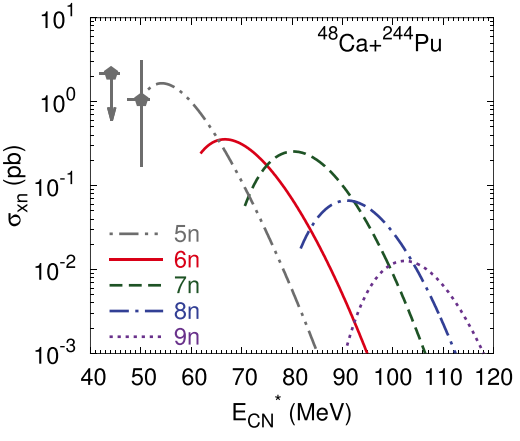 ⁴⁸Ca+²⁴⁴Pu
10¹
10⁰
10⁻¹
10⁻²
10⁻³
σxn (pb)
5n
6n
7n
8n
9n
40 50 60 70 80 90 100 110 120
E_CN* (MeV)